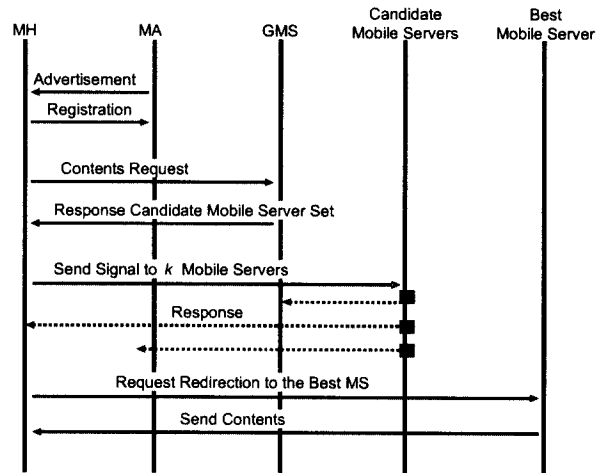 MH
MA
GMS
Candidate
Mobile Servers
Best
Mobile Server
Advertisement
Registration
Contents Request
Response Candidate Mobile Server Set
Send Signal to k Mobile Servers
Response
Request Redirection to the Best MS
Send Contents